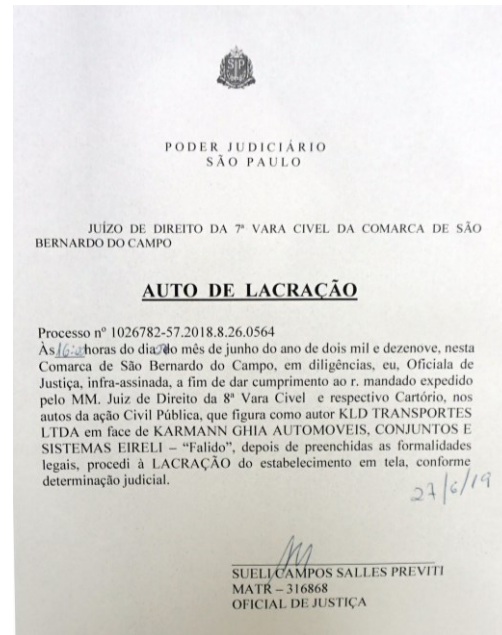 PODER JUDICIÁRIO
SÃO PAULO
JUÍZO DE DIREITO DA 7ª VARA CIVEL DA COMARCA DE SÃO
BERNARDO DO CAMPO
AUTO DE LACRAÇÃO
Processo nº 1026782-57.2018.8.26.0564
Às horas do dia do mês de junho do ano de dois mil e dezenove, nesta
Comarca de São Bernardo do Campo, em diligências, eu, Oficiala de
Justiça, infra-assinada, a fim de dar cumprimento ao r. mandado expedido
pelo MM. Juiz de Direito da 8ª Vara Civel e respectivo Cartório, nos
autos da ação Civil Pública, que figura como autor KLD TRANSPORTES
LTDA em face de KARMANN GHIA AUTOMOVEIS, CONJUNTOS E
SISTEMAS EIRELI – “Falido”, depois de preenchidas as formalidades
legais, procedi à LACRAÇÃO do estabelecimento em tela, conforme
determinação judicial.
27/6/19
SUELI CAMPOS SALLES PREVITI
MATR – 316868
OFICIAL DE JUSTIÇA